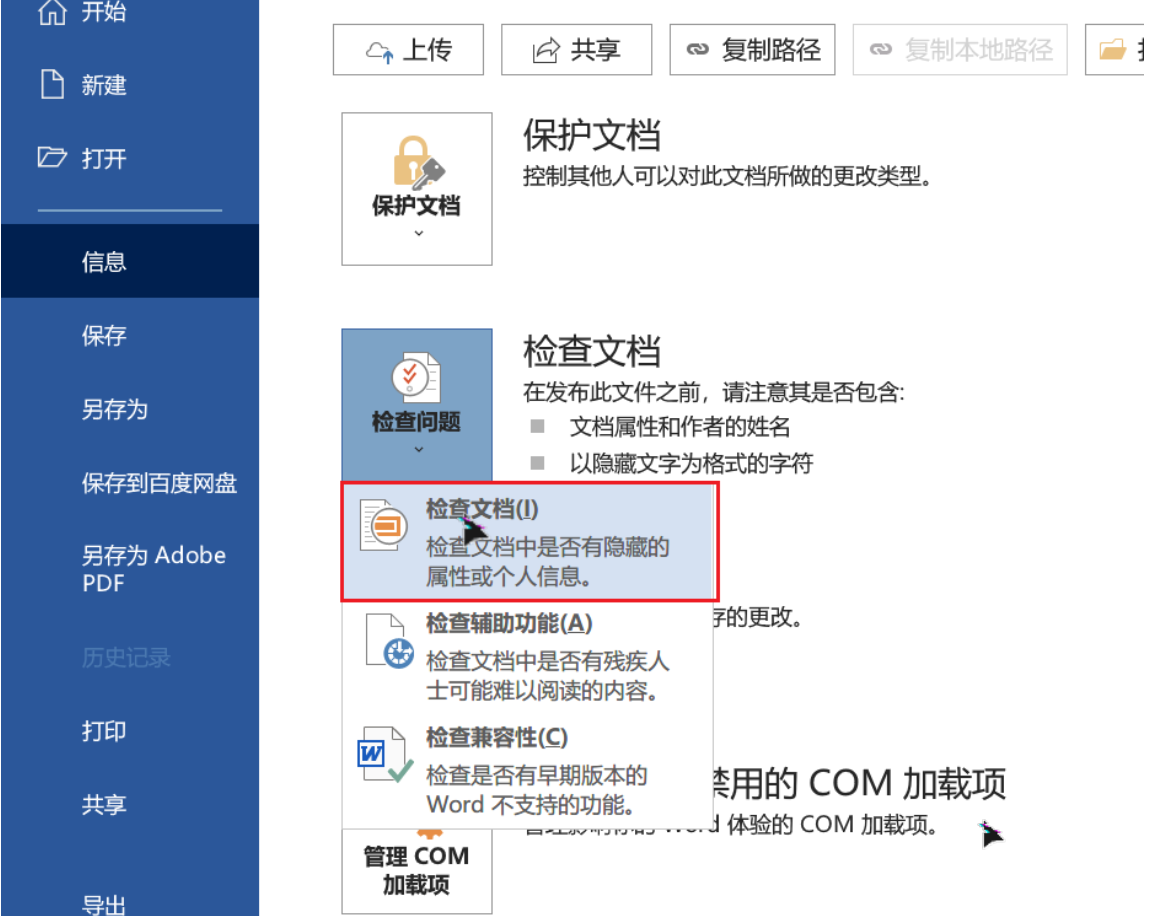 开始
新建
打开
信息
保存
另存为
保存到百度网盘
另存为 Adobe
PDF
历史记录
打印
共享
导出
上传
共享
复制路径
复制本地路径
保护文档
保护文档
控制其他人可以对此文档所做的更改类型。
检查问题
检查文档
在发布此文件之前，请注意其是否包含:
文档属性和作者的姓名
以隐藏文字为格式的字符
检查文档(I)
检查文档中是否有隐藏的
属性或个人信息。
检查辅助功能(A)
检查文档中是否有残疾人
士可能难以阅读的内容。
检查兼容性(C)
检查是否有早期版本的
Word 不支持的功能。
存的更改。
禁用的 COM 加载项
管理影响你的 Word 体验的 COM 加载项。
管理 COM
加载项